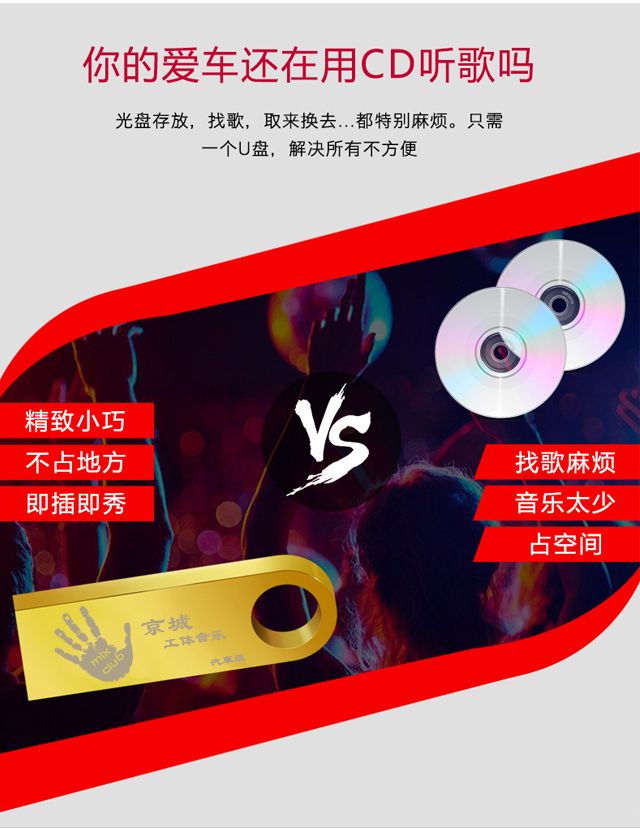 你的爱车还在用CD听歌吗
光盘存放，找歌，取来换去...都特别麻烦。只需
一个U盘，解决所有不方便
VS
精致小巧
不占地方
即插即秀
找歌麻烦
音乐太少
占空间
mix
club
京城
工体音乐
汽车版